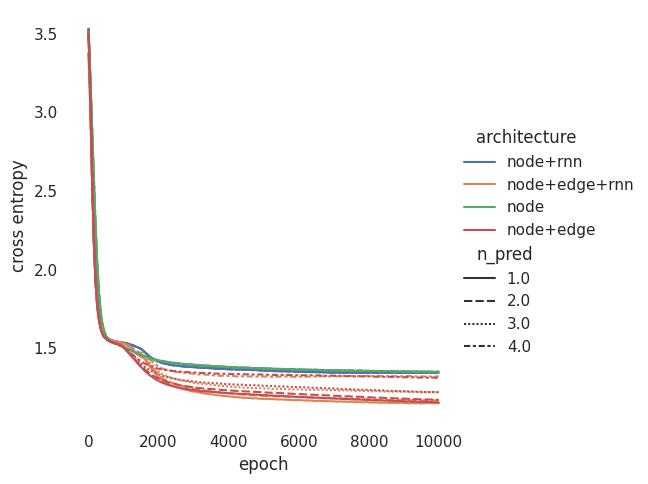 3.5
3.0
2.5
2.0
1.5
cross entropy
0
2000
4000
6000
8000
10000
epoch
architecture
node+rnn
node+edge+rnn
node
node+edge
n_pred
1.0
2.0
3.0
4.0